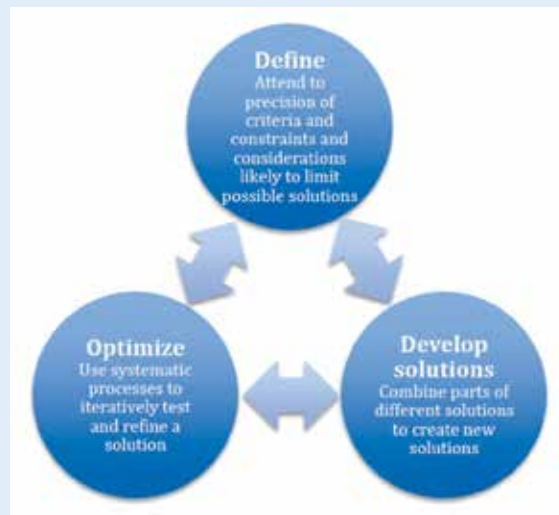 Define
Attend to
precision of
criteria and
constraints and
considerations
likely to limit
possible solutions
Optimize
Use systematic
processes to
iteratively test
and refine a
solution
Develop
solutions
Combine parts of
different solutions
to create new
solutions